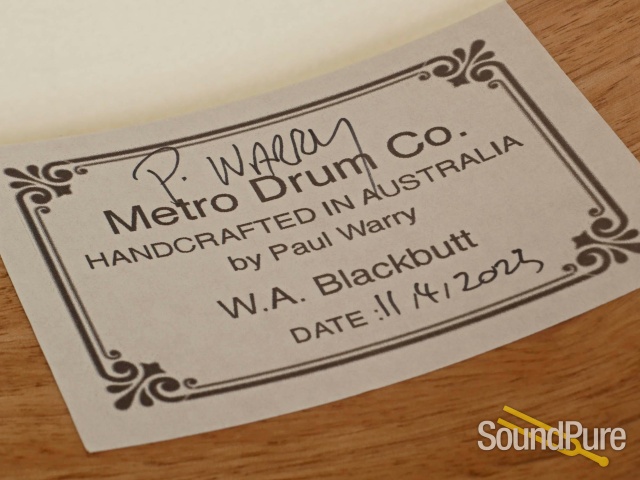 P. WARRY
Metro Drum Co.
HANDCRAFTED IN AUSTRALIA
by Paul Warry
W.A. Blackbutt
DATE: 11/4/2023
SoundPure